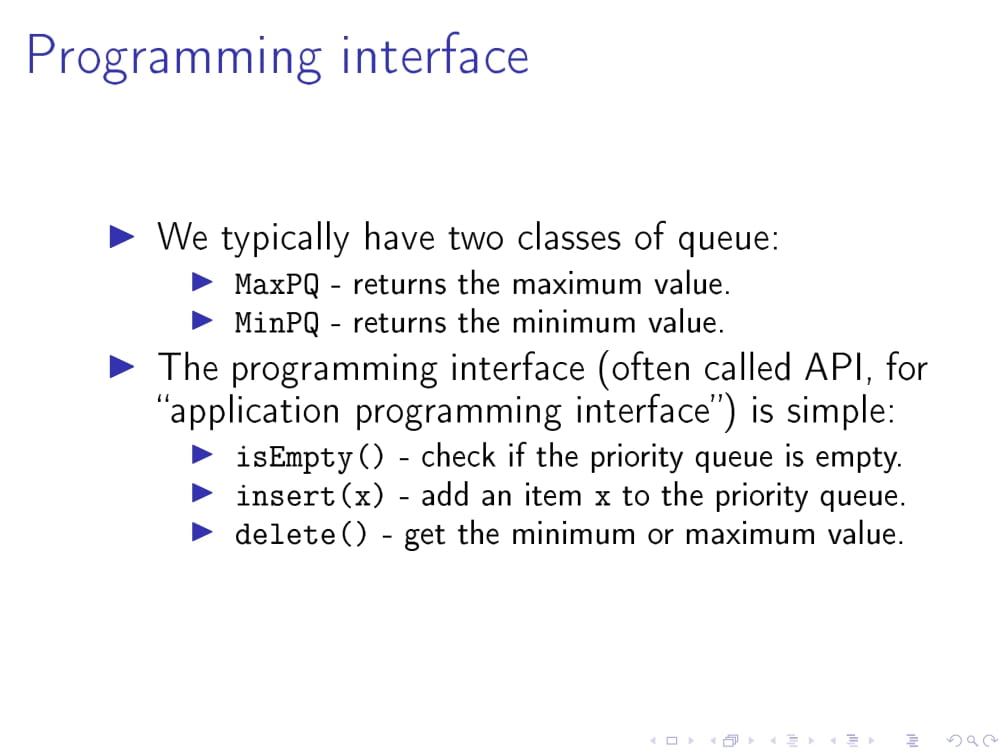 Programming interface
We typically have two classes of queue:
MaxPQ - returns the maximum value.
MinPQ - returns the minimum value.
The programming interface (often called API, for
“application programming interface”) is simple:
isEmpty() - check if the priority queue is empty.
insert(x) - add an item x to the priority queue.
delete() - get the minimum or maximum value.